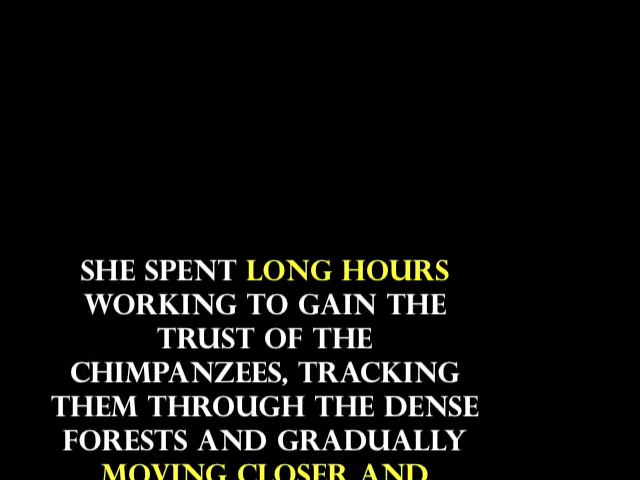 SHE SPENT LONG HOURS
WORKING TO GAIN THE
TRUST OF THE
CHIMPANZEES, TRACKING
THEM THROUGH THE DENSE
FORESTS AND GRADUALLY
MOVING CLOSER AND